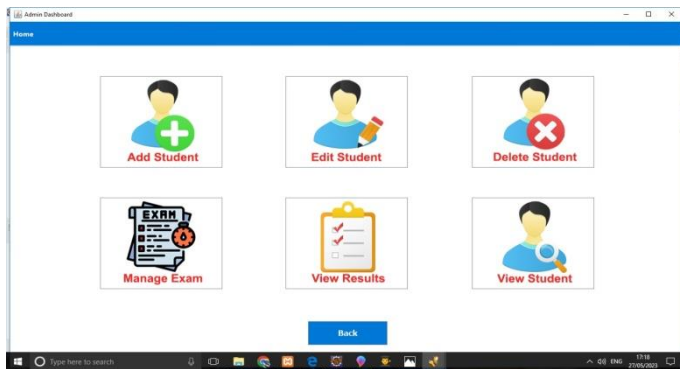 Admin Dashboard
Home
Add Student
Edit Student
Delete Student
EXAM
Manage Exam
View Results
View Student
Back
Type here to search
ENG
17:18
27/05/2023